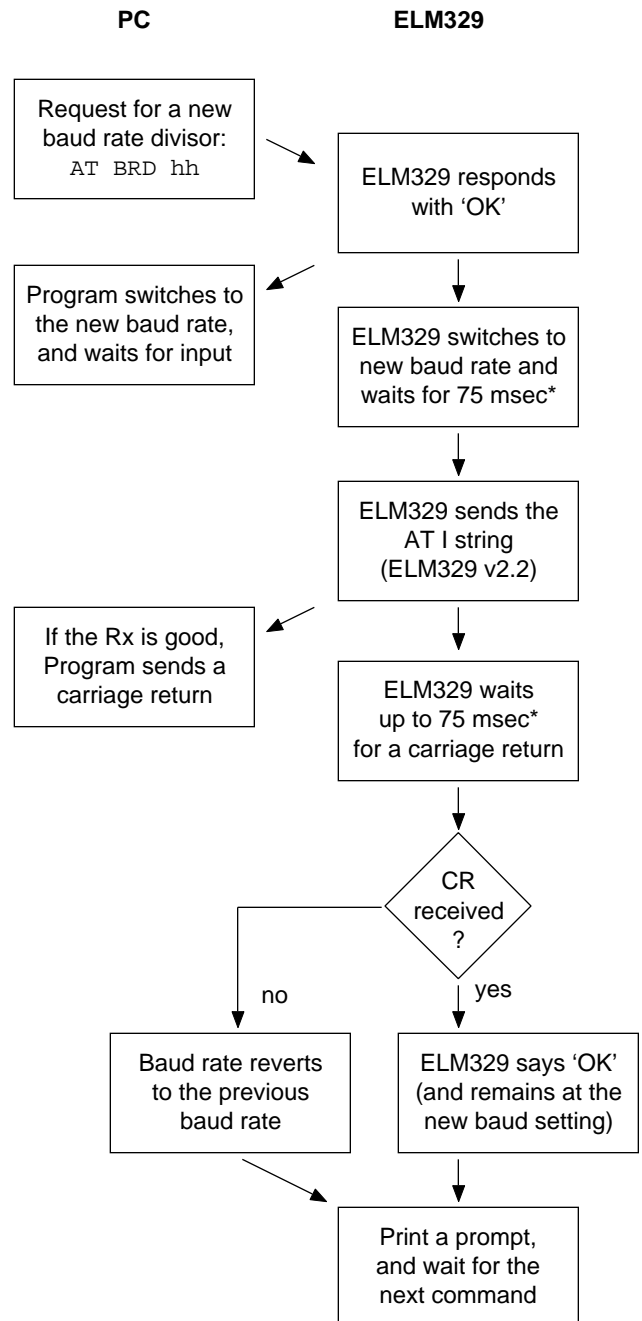 PC
ELM329
Request for a new
baud rate divisor:
AT BRD hh
ELM329 responds
with ‘OK’
Program switches to
the new baud rate,
and waits for input
ELM329 switches to
new baud rate and
waits for 75 msec*
ELM329 sends the
AT I string
(ELM329 v2.2)
If the Rx is good,
Program sends a
carriage return
ELM329 waits
up to 75 msec*
for a carriage return
CR
received
?
no
yes
Baud rate reverts
to the previous
baud rate
ELM329 says ‘OK’
(and remains at the
new baud setting)
Print a prompt,
and wait for the
next command